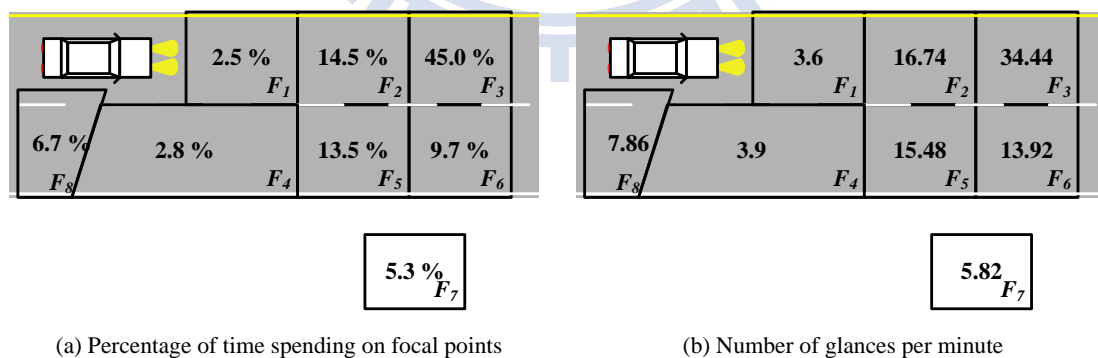 2.5 % 14.5 % 45.0 %
F1 F2 F3
6.7 % 2.8 % 13.5 % 9.7 %
F8 F4 F5 F6
5.3 %
F7
(a) Percentage of time spending on focal points
3.6 16.74 34.44
F1 F2 F3
7.86 3.9 15.48 13.92
F8 F4 F5 F6
5.82
F7
(b) Number of glances per minute